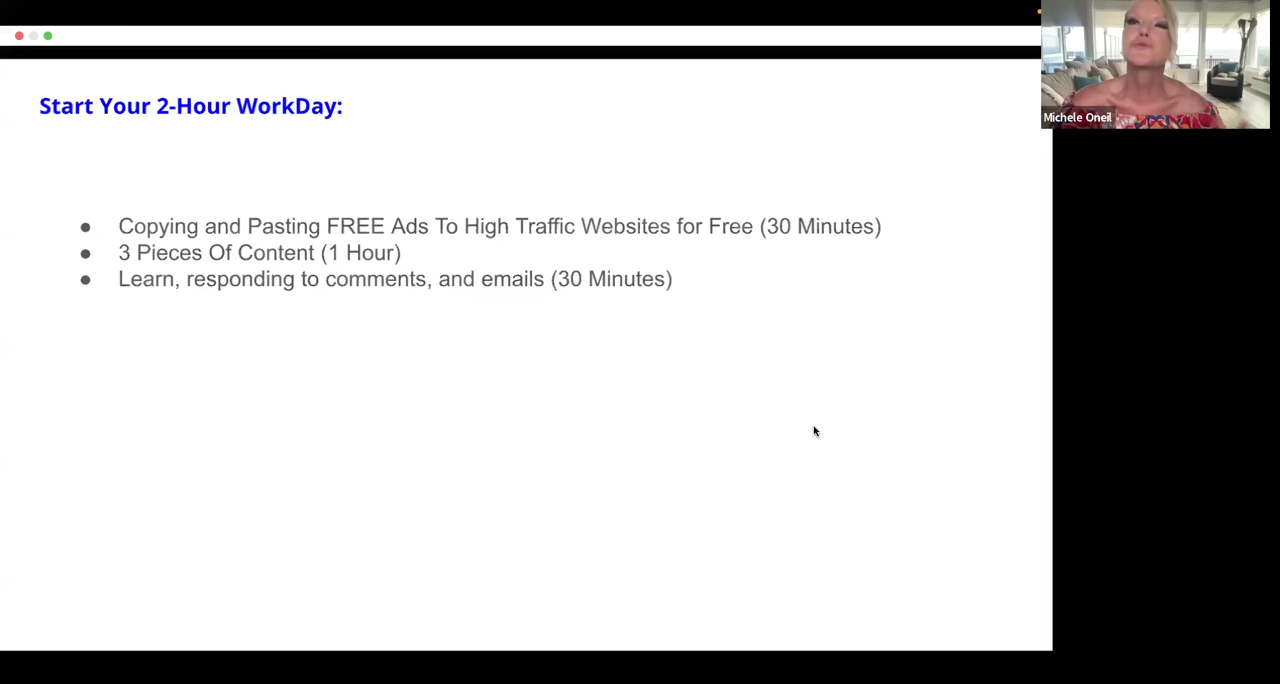 Start Your 2-Hour WorkDay:
● Copying and Pasting FREE Ads To High Traffic Websites for Free (30 Minutes)
● 3 Pieces Of Content (1 Hour)
● Learn, responding to comments, and emails (30 Minutes)
Michele Oneil